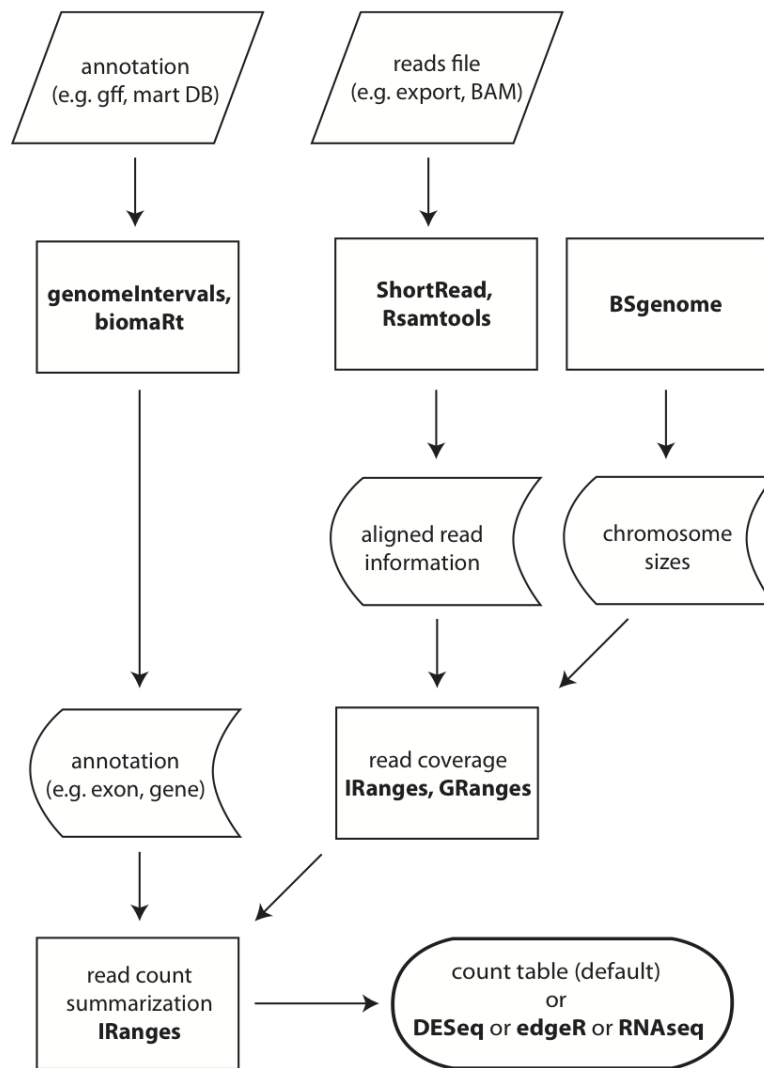 annotation
(e.g. gff, mart DB)
reads file
(e.g. export, BAM)
genomeIntervals,
biomaRt
ShortRead,
Rsamtools
BSgenome
aligned read
information
chromosome
sizes
annotation
(e.g. exon, gene)
read coverage
IRanges, GRanges
read count
summarization
IRanges
count table (default)
or
DESeq or edgeR or RNAseq